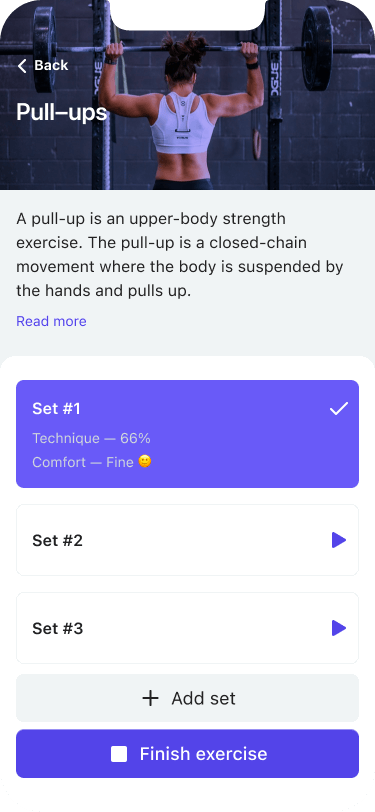 Back
Pull–ups
A pull-up is an upper-body strength
exercise. The pull-up is a closed-chain
movement where the body is suspended by
the hands and pulls up.
Read more
Set #1
Technique — 66%
Comfort — Fine 😊
Set #2
Set #3
Add set
Finish exercise